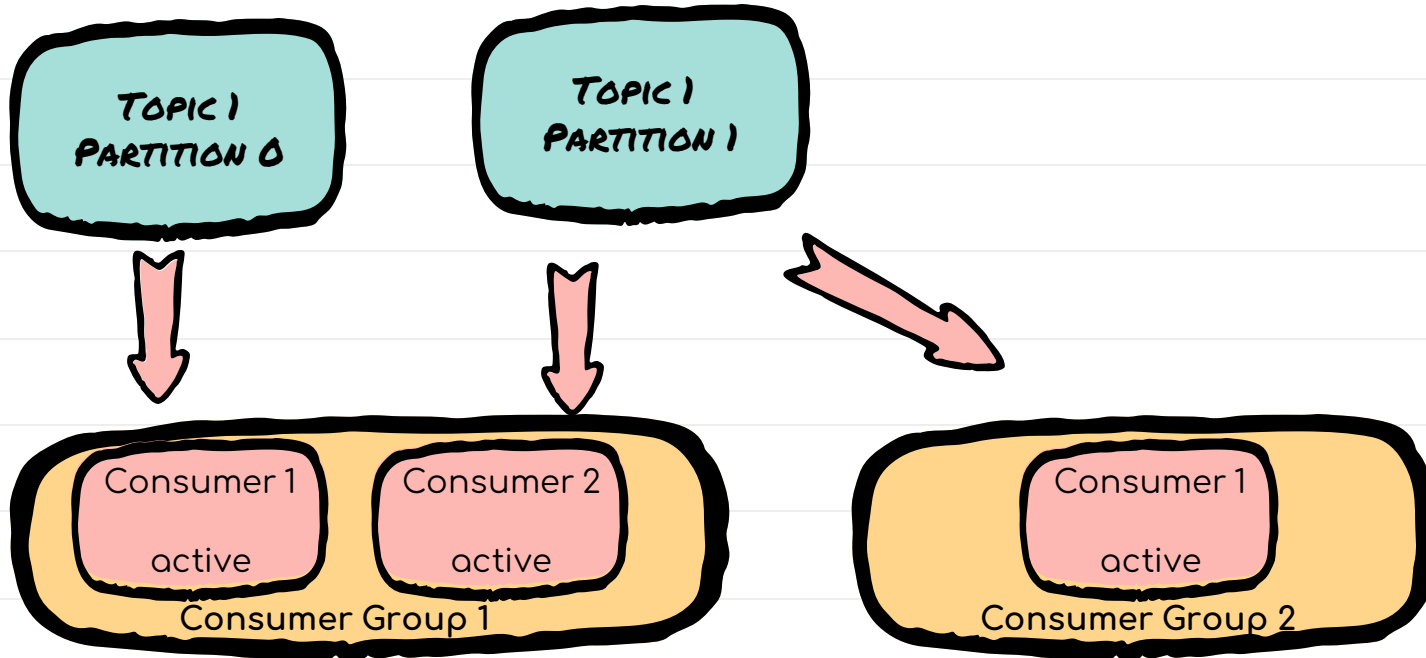 Topic 1
Partition 0
Topic 1
Partition 1
Consumer 1
active
Consumer 2
active
Consumer Group 1
Consumer 1
active
Consumer Group 2